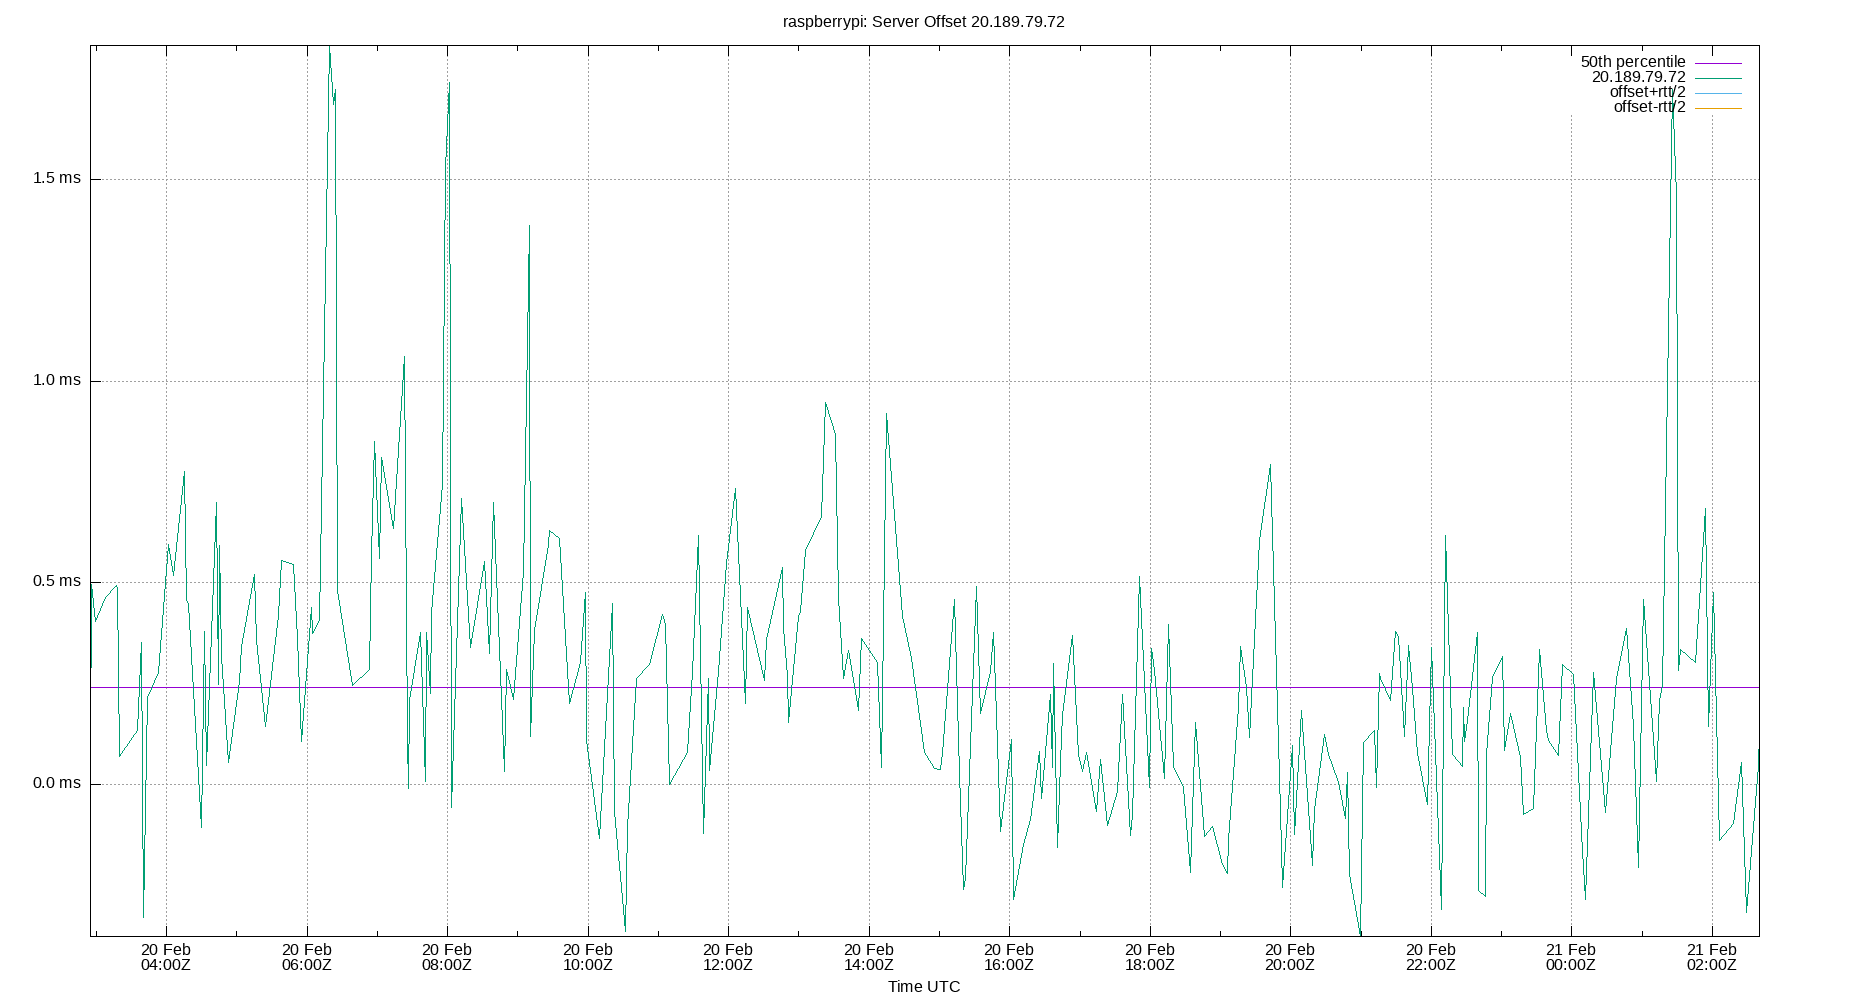 raspberrypi: Server Offset 20.189.79.72
50th percentile
20.189.79.72
offset+rtt/2
offset-rtt/2
1.5 ms
1.0 ms
0.5 ms
0.0 ms
20 Feb 20 Feb 20 Feb 20 Feb 20 Feb 20 Feb 20 Feb 20 Feb 20 Feb 20 Feb 21 Feb 21 Feb
04:00Z 06:00Z 08:00Z 10:00Z 12:00Z 14:00Z 16:00Z 18:00Z 20:00Z 22:00Z 00:00Z 02:00Z
Time UTC